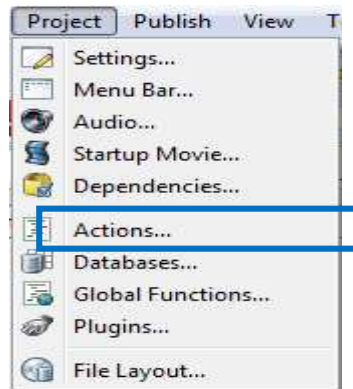 Project Publish View
Settings...
Menu Bar...
Audio...
Startup Movie...
Dependencies...
Actions...
Databases...
Global Functions...
Plugins...
File Layout...